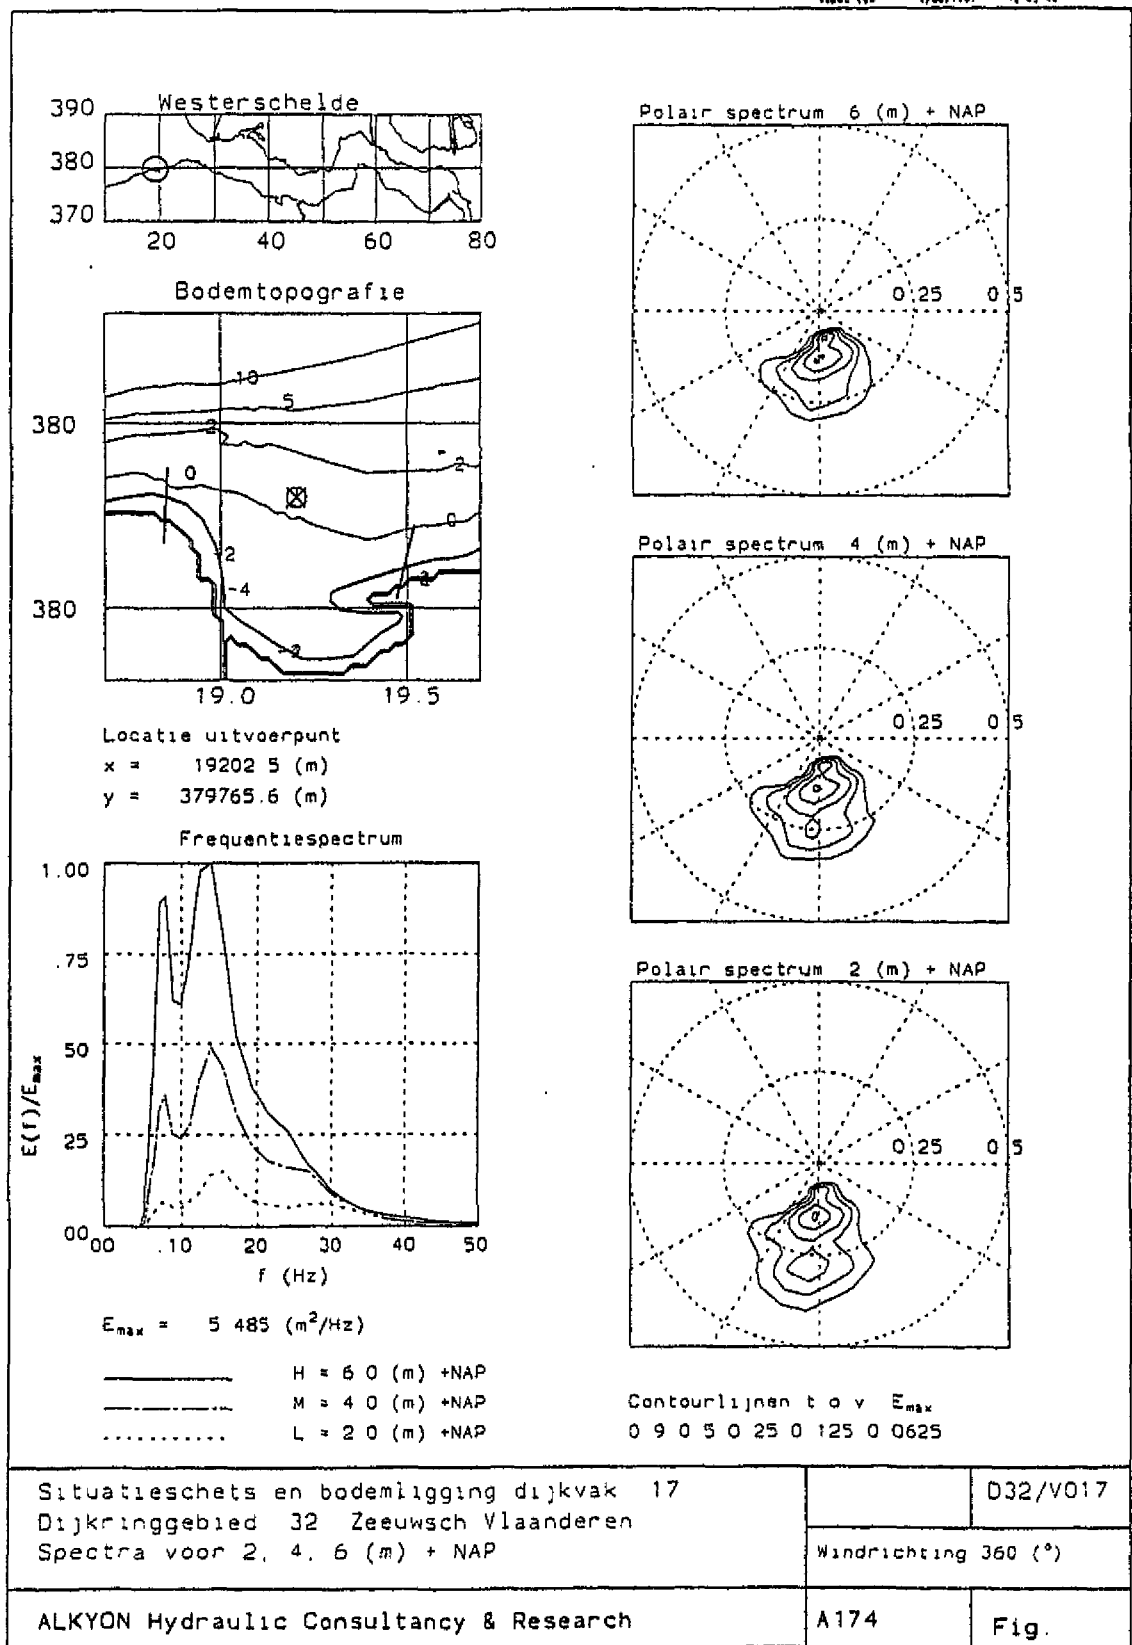 Westerschelde
390
380
370
20 40 60 80
Bodemtopografie
10
5
2
380
2
0
0
-2
-4
-2
380
-2
19.0 19.5
Locatie uitvoerpunt
x = 19202 5 (m)
y = 379765.6 (m)
Frequentiespectrum
1.00
.75
50
25
00
E(f)/Emax
00 .10 20 30 40 50
f (Hz)
Emax = 5 485 (m²/Hz)
H = 6 0 (m) +NAP
M = 4 0 (m) +NAP
L = 2 0 (m) +NAP
Polair spectrum 6 (m) + NAP
0 25 0 5
Polair spectrum 4 (m) + NAP
0 25 0 5
Polair spectrum 2 (m) + NAP
0 25 0 5
Contourlijnen t o v Emax
0 9 0 5 0 25 0 125 0 0625
Situatieschets en bodemligging dijkvak 17
Dijkringgebied 32 Zeeuwsch Vlaanderen
Spectra voor 2, 4, 6 (m) + NAP
D32/V017
Windrichting 360 (°)
ALKYON Hydraulic Consultancy & Research
A174
Fig.